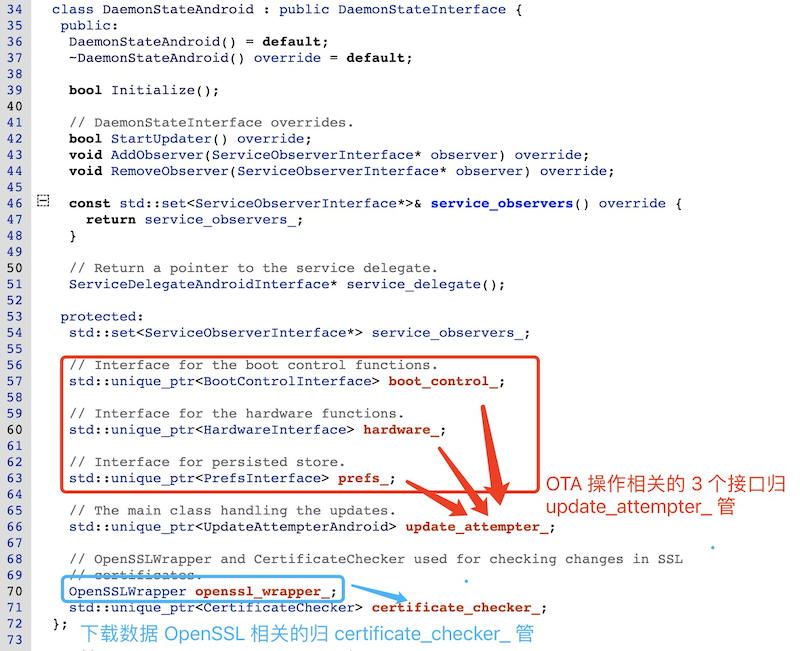 34 class DaemonStateAndroid : public DaemonStateInterface {
35 public:
36 DaemonStateAndroid() = default;
37 ~DaemonStateAndroid() override = default;
38
39 bool Initialize();
40
41 // DaemonStateInterface overrides.
42 bool StartUpdater() override;
43 void AddObserver(ServiceObserverInterface* observer) override;
44 void RemoveObserver(ServiceObserverInterface* observer) override;
45
46 const std::set<ServiceObserverInterface*>& service_observers() override {
47 return service_observers_;
48 }
49
50 // Return a pointer to the service delegate.
51 ServiceDelegateAndroidInterface* service_delegate();
52
53 protected:
54 std::set<ServiceObserverInterface*> service_observers_;
55
56 // Interface for the boot control functions.
57 std::unique_ptr<BootControlInterface> boot_control_;
58
59 // Interface for the hardware functions.
60 std::unique_ptr<HardwareInterface> hardware_;
61
62 // Interface for persisted store.
63 std::unique_ptr<PrefsInterface> prefs_;
OTA 操作相关的 3 个接口归
update_attempter_ 管
64
65 // The main class handling the updates.
66 std::unique_ptr<UpdateAttempterAndroid> update_attempter_;
67
68 // OpenSSLWrapper and CertificateChecker used for checking changes in SSL
69 // certificates.
70 OpenSSLWrapper openssl_wrapper_;
71 std::unique_ptr<CertificateChecker> certificate_checker_;
72 };
下载数据 OpenSSL 相关的归 certificate_checker_ 管
73